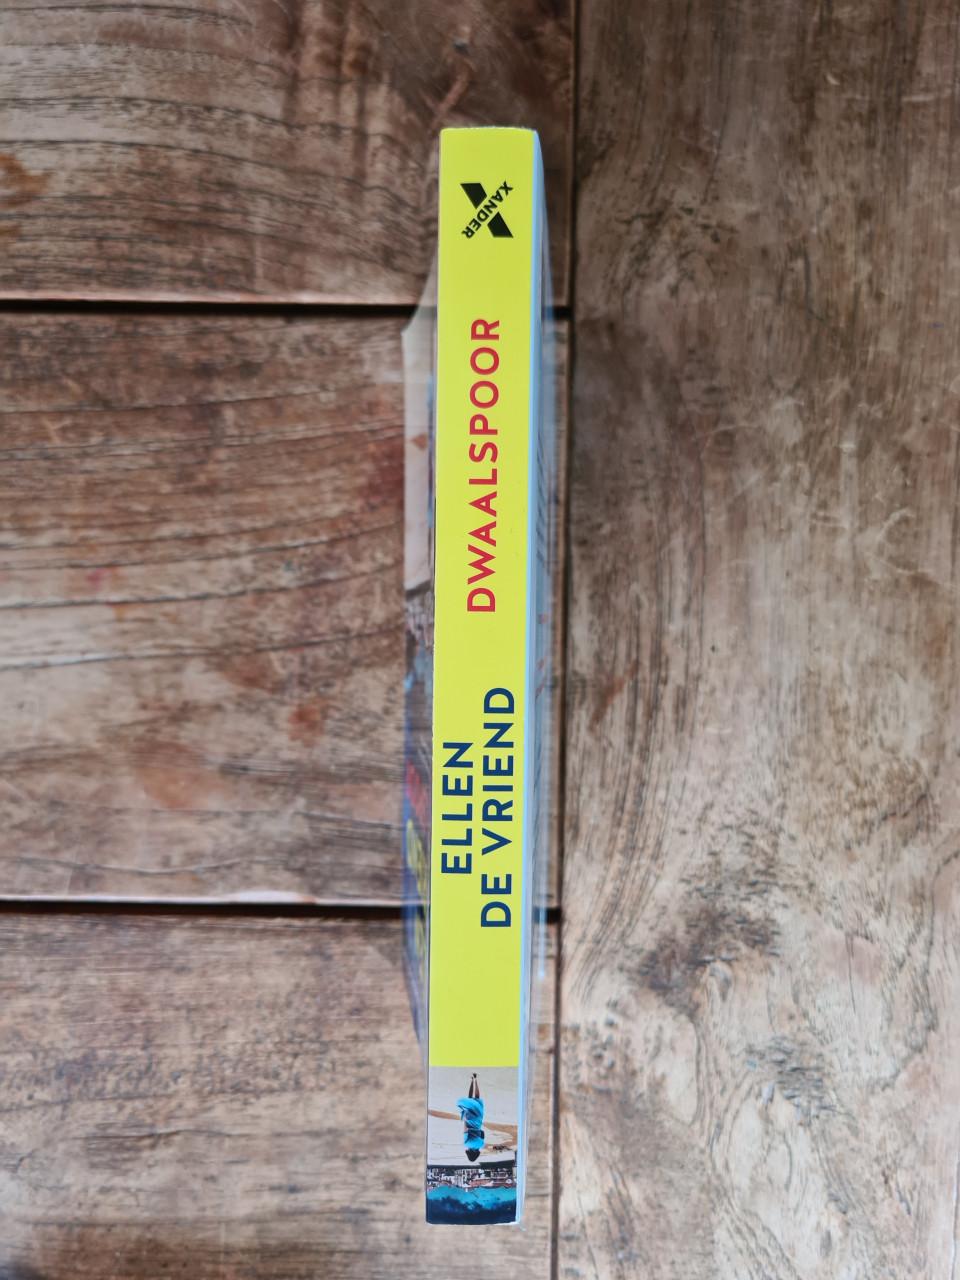 ELLEN
DE VRIEND
DWAALSPOOR
XANDER